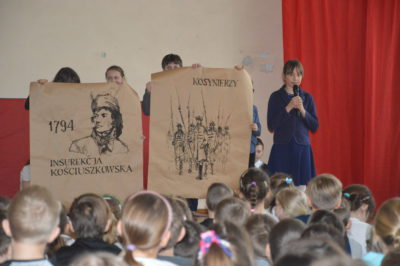 1794
INSUREKCJA
KOŚCIUSZKOWSKA
KOSYNIERZY